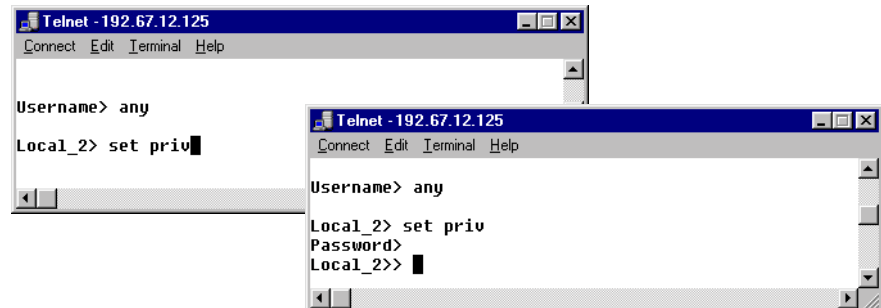 Telnet - 192.67.12.125
Connect Edit Terminal Help
Username> any
Local_2> set priv
Telnet - 192.67.12.125
Connect Edit Terminal Help
Username> any
Local_2> set priv
Password>
Local_2>>